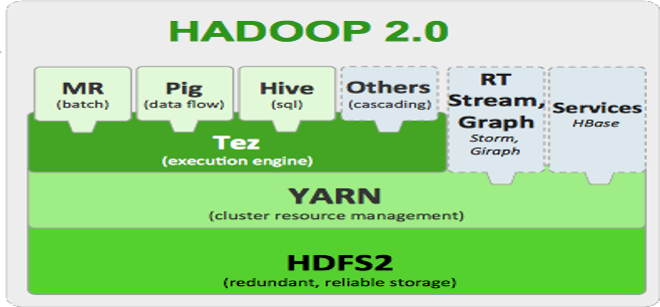 HADOOP 2.0
MR
(batch)
Pig
(data flow)
Hive
(sql)
Others
(cascading)
RT
Stream,
Graph
Storm,
Giraph
Services
HBase
Tez
(execution engine)
YARN
(cluster resource management)
HDFS2
(redundant, reliable storage)